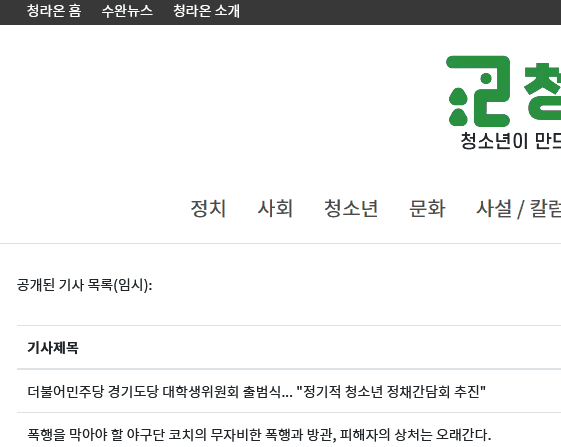 청라온 홈 수완뉴스 청라온 소개
청
청소년이 만드
정치 사회 청소년 문화 사설 / 칼럼
공개된 기사 목록(임시):
기사제목
더불어민주당 경기도당 대학생위원회 출범식... "정기적 청소년 정채간담회 추진"
폭행을 막아야 할 야구단 코치의 무자비한 폭행과 방관, 피해자의 상처는 오래간다.